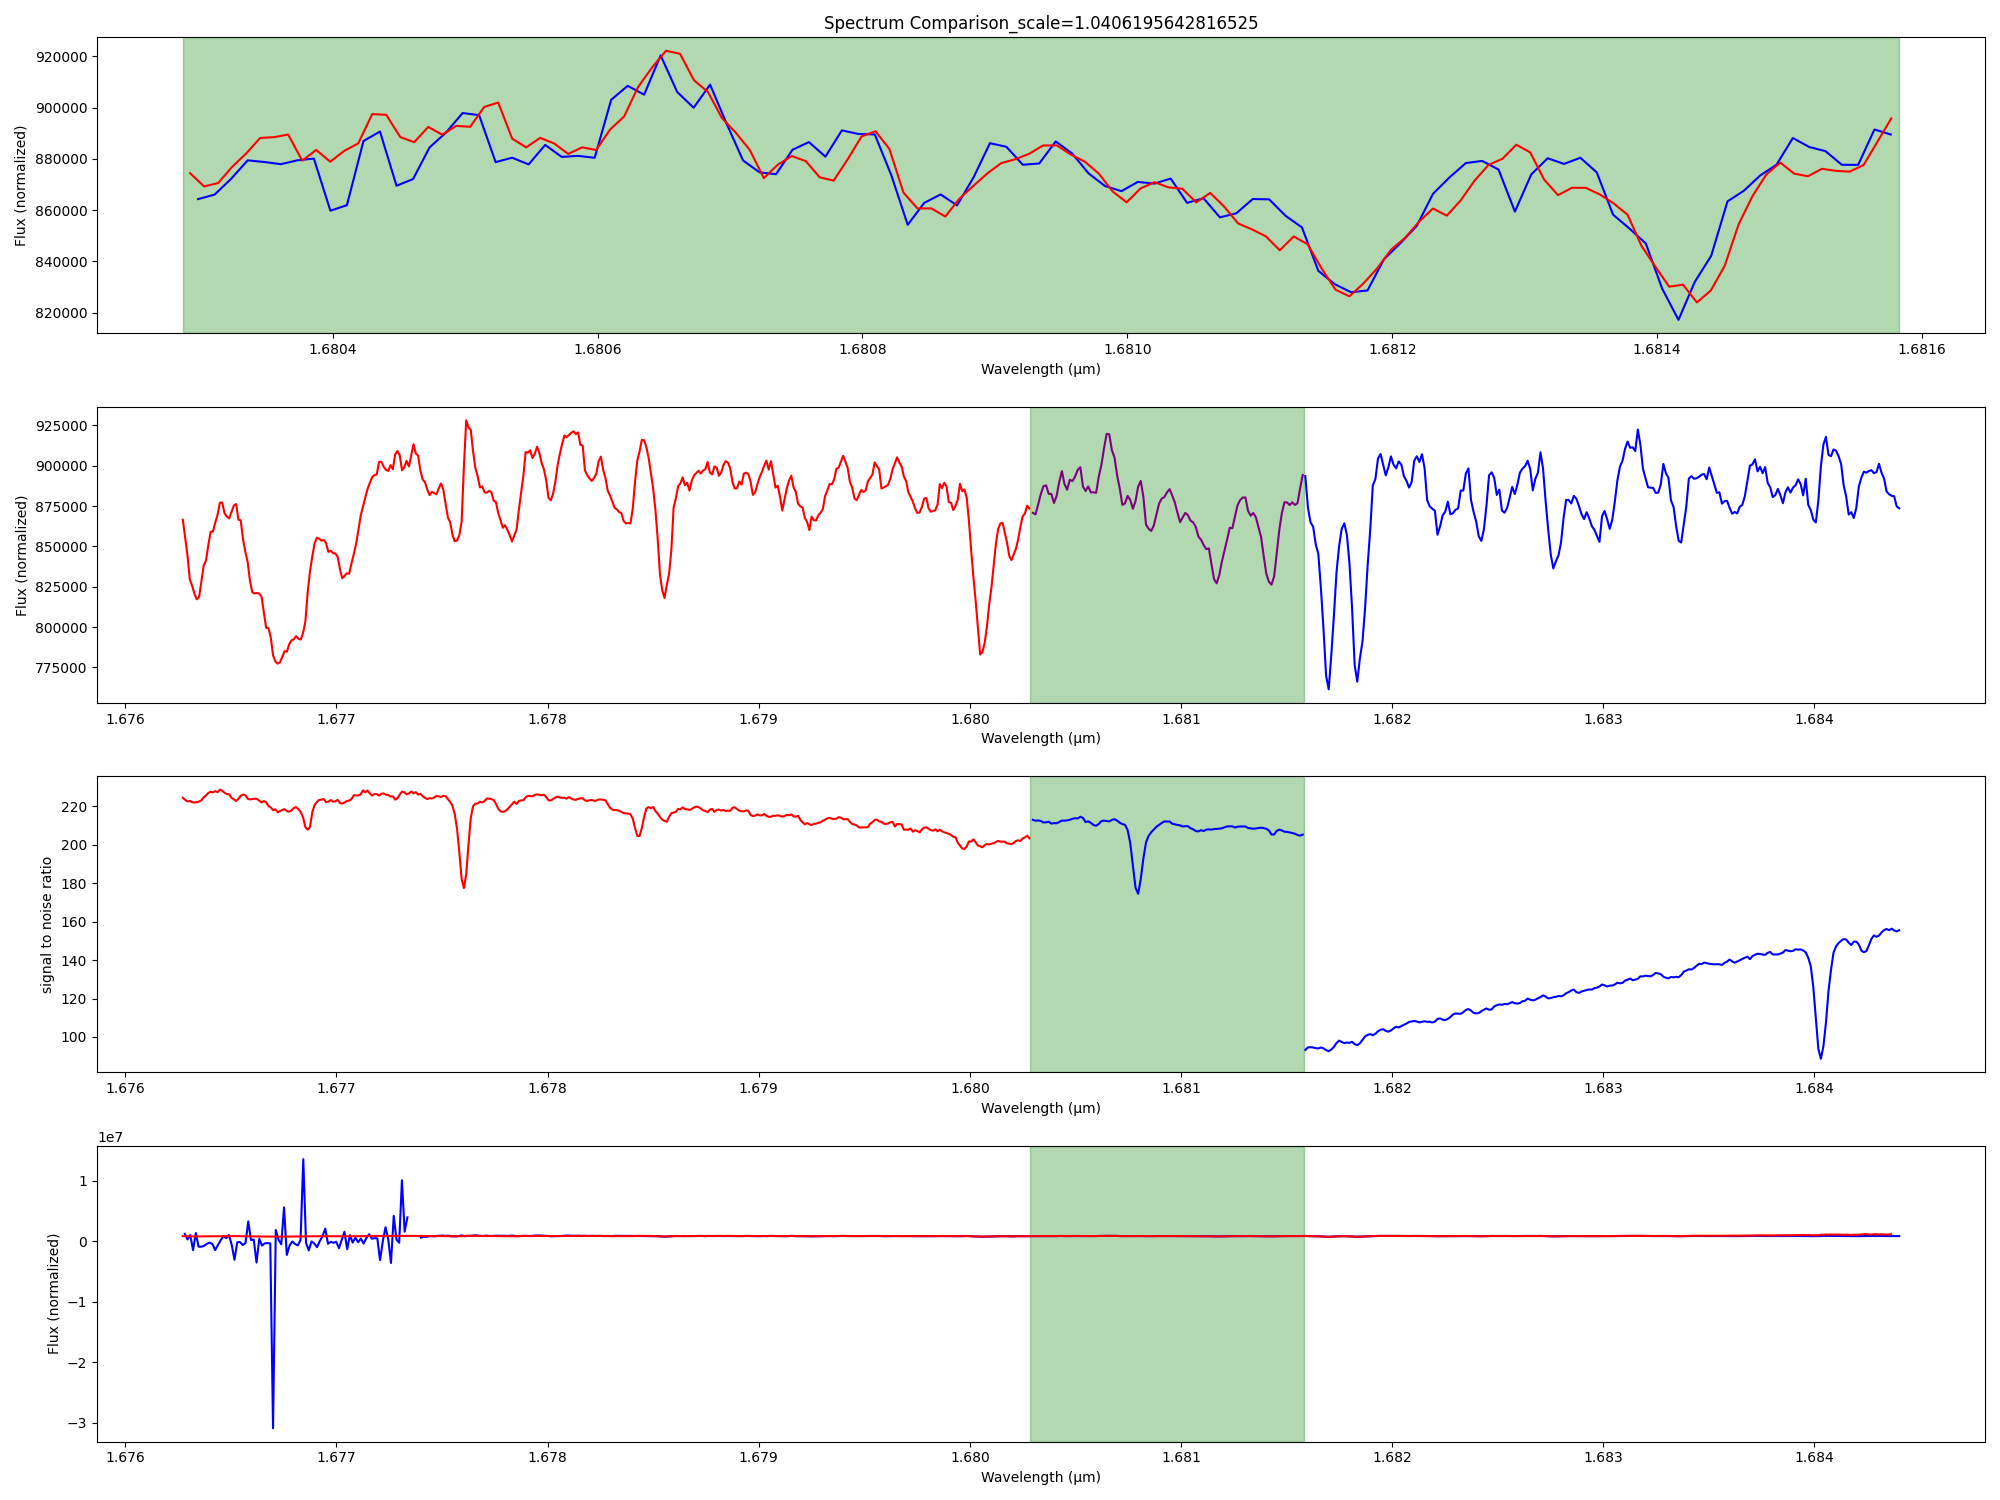 Spectrum Comparison_scale=1.0406195642816525
Flux (normalized)
920000
900000
880000
860000
840000
820000
1.6804 1.6806 1.6808 1.6810 1.6812 1.6814 1.6816
Wavelength (μm)
Flux (normalized)
925000
900000
875000
850000
825000
800000
775000
1.676 1.677 1.678 1.679 1.680 1.681 1.682 1.683 1.684
Wavelength (μm)
signal to noise ratio
220
200
180
160
140
120
100
1.676 1.677 1.678 1.679 1.680 1.681 1.682 1.683 1.684
Wavelength (μm)
1e7
Flux (normalized)
1
0
−1
−2
−3
1.676 1.677 1.678 1.679 1.680 1.681 1.682 1.683 1.684
Wavelength (μm)